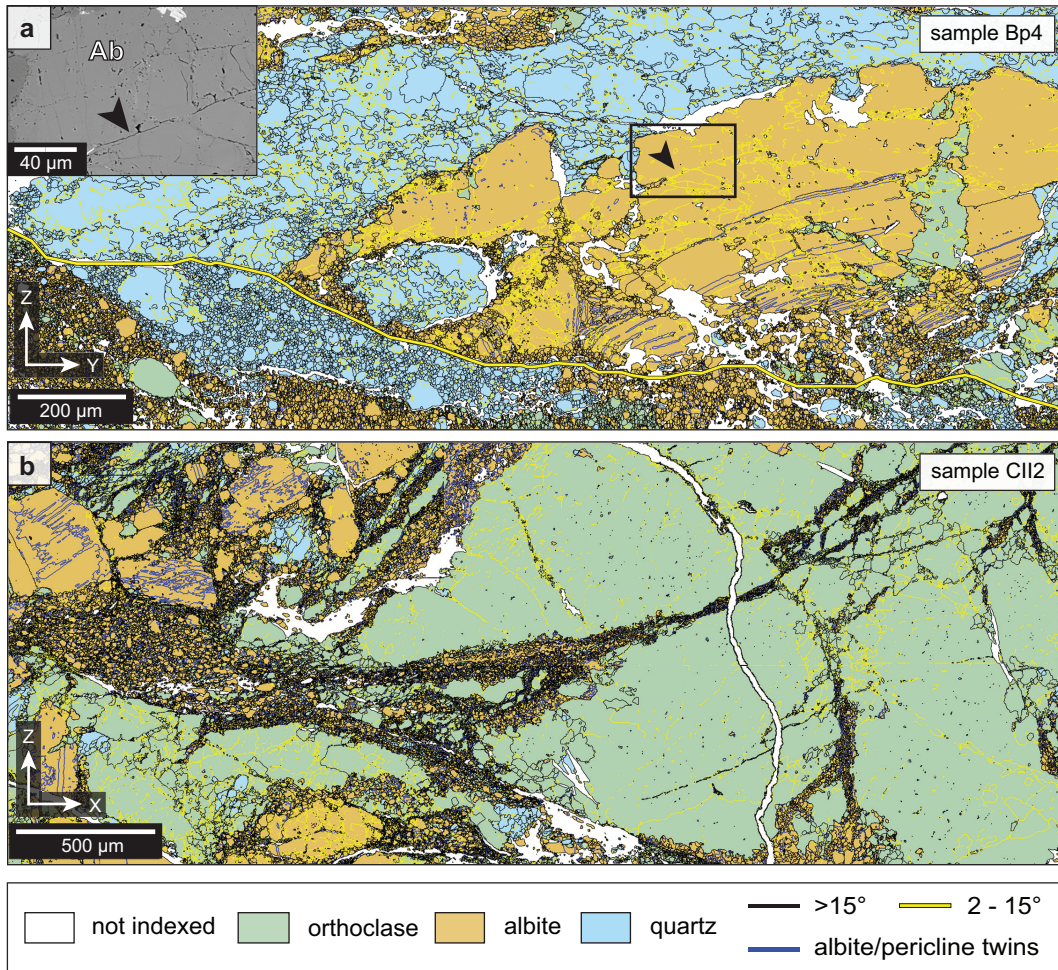 a
Ab
sample Bp4
40 µm
Z
Y
200 µm
b
sample CII2
Z
X
500 µm
not indexed
orthoclase
albite
quartz
>15°
2 - 15°
albite/pericline twins